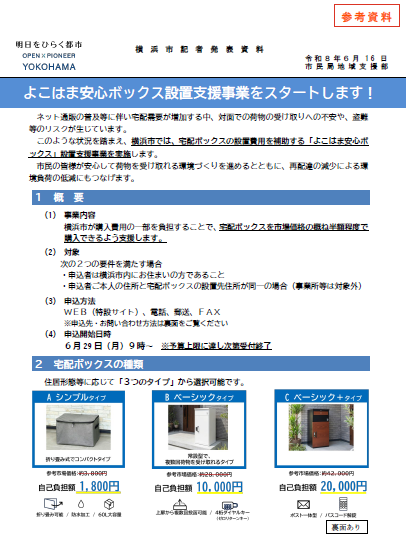 参考資料
明日をひらく都市
OPEN×PIONEER
YOKOHAMA
横浜市記者発表資料
令和８年６月１６日
市民局地域支援部
よこはま安心ボックス設置支援事業をスタートします！
ネット通販の普及等に伴い宅配需要が増加する中、対面での荷物の受け取りへの不安や、盗難
等のリスクが生じています。
このような状況を踏まえ、横浜市では、宅配ボックスの設置費用を補助する「よこはま安心ボ
ックス」設置支援事業を実施します。
市民の皆様が安心して荷物を受け取れる環境づくりを進めるとともに、再配達の減少による環
境負荷の低減にもつなげます。
１ 概 要
(1) 事業内容
横浜市が購入費用の一部を負担することで、宅配ボックスを市場価格の概ね半額程度で
購入できるよう支援します。
(2) 対象
次の２つの要件を満たす場合
・申込者は横浜市内にお住まいの方であること
・申込者ご本人の住所と宅配ボックスの設置先住所が同一の場合（事業所等は対象外）
(3) 申込方法
ＷＥＢ（特設サイト）、電話、郵送、ＦＡＸ
※申込先・お問い合わせ方法は裏面をご覧ください
(4) 申込開始日時
６月29日（月）９時～ ※予算上限に達し次第受付終了
２ 宅配ボックスの種類
住居形態等に応じて「３つのタイプ」から選択可能です。
A シンプルタイプ
折り畳み式でコンパクトタイプ
参考市場価格：約3,800円
自己負担額 1,800円
折り畳み可能 / 防水加工 / 60L大容量
B ベーシックタイプ
常設型で、
複数回荷物を受け取れるタイプ
参考市場価格：約20,000円
自己負担額 10,000円
上扉から複数回受取可能 / 4桁ダイヤルキー
C ベーシック＋タイプ
参考市場価格：約42,000円
自己負担額 20,000円
ポスト一体型 / パスコード解錠
裏面あり